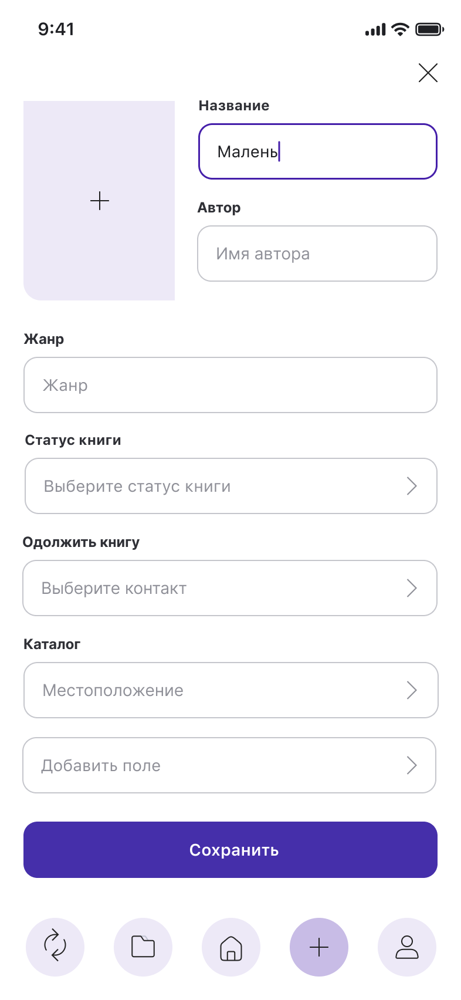 9:41
Название
Малень
Автор
Имя автора
Жанр
Жанр
Статус книги
Выберите статус книги
Одолжить книгу
Выберите контакт
Каталог
Местоположение
Добавить поле
Сохранить